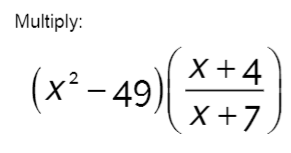 Multiply:
(x² – 49)((x + 4)/(x + 7))